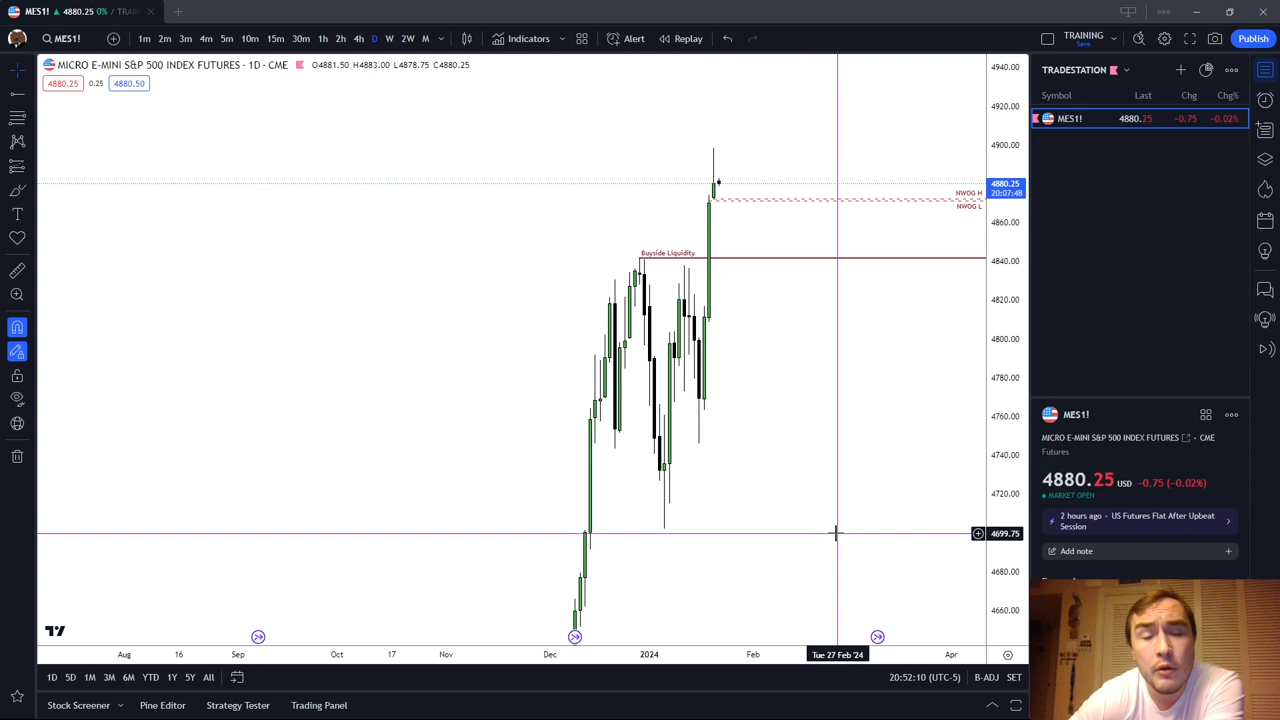 MES1! ▲ 4880.25 0% / TRAIN
MES1! 1m 2m 3m 4m 5m 10m 15m 30m 1h 2h 4h D W 2W M Indicators Alert Replay TRAINING Save Publish
MICRO E-MINI S&P 500 INDEX FUTURES · 1D · CME O4881.50 H4883.00 L4878.75 C4880.25
4880.25 0.25 4880.50
4940.00
4920.00
4900.00
4880.25
20:07:48
NWOG H
NWOG L
4860.00
Buyside Liquidity
4840.00
4820.00
4800.00
4780.00
4760.00
4740.00
4720.00
4699.75
4680.00
4660.00
Aug 16 Sep Oct 17 Nov Dec 2024 Feb Tue 27 Feb '24 Apr
1D 5D 1M 3M 6M YTD 1Y 5Y All 20:52:10 (UTC-5) B-ADJ SET
Stock Screener Pine Editor Strategy Tester Trading Panel
TRADESTATION
Symbol Last Chg Chg%
MES1! 4880.25 −0.75 −0.02%
MES1!
MICRO E-MINI S&P 500 INDEX FUTURES • CME
Futures
4880.25 USD −0.75 (−0.02%)
MARKET OPEN
2 hours ago • US Futures Flat After Upbeat
Session
Add note